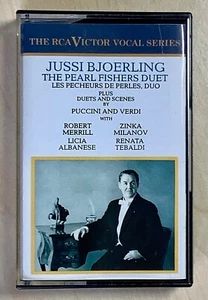 THE RCA VICTOR VOCAL SERIES
JUSSI BJOERLING
THE PEARL FISHERS DUET
LES PECHEURS DE PERLES, DUO
PLUS
DUETS AND SCENES
BY
PUCCINI AND VERDI
WITH
ROBERT MERRILL
ZINKA MILANOV
LICIA ALBANESE
RENATA TEBALDI